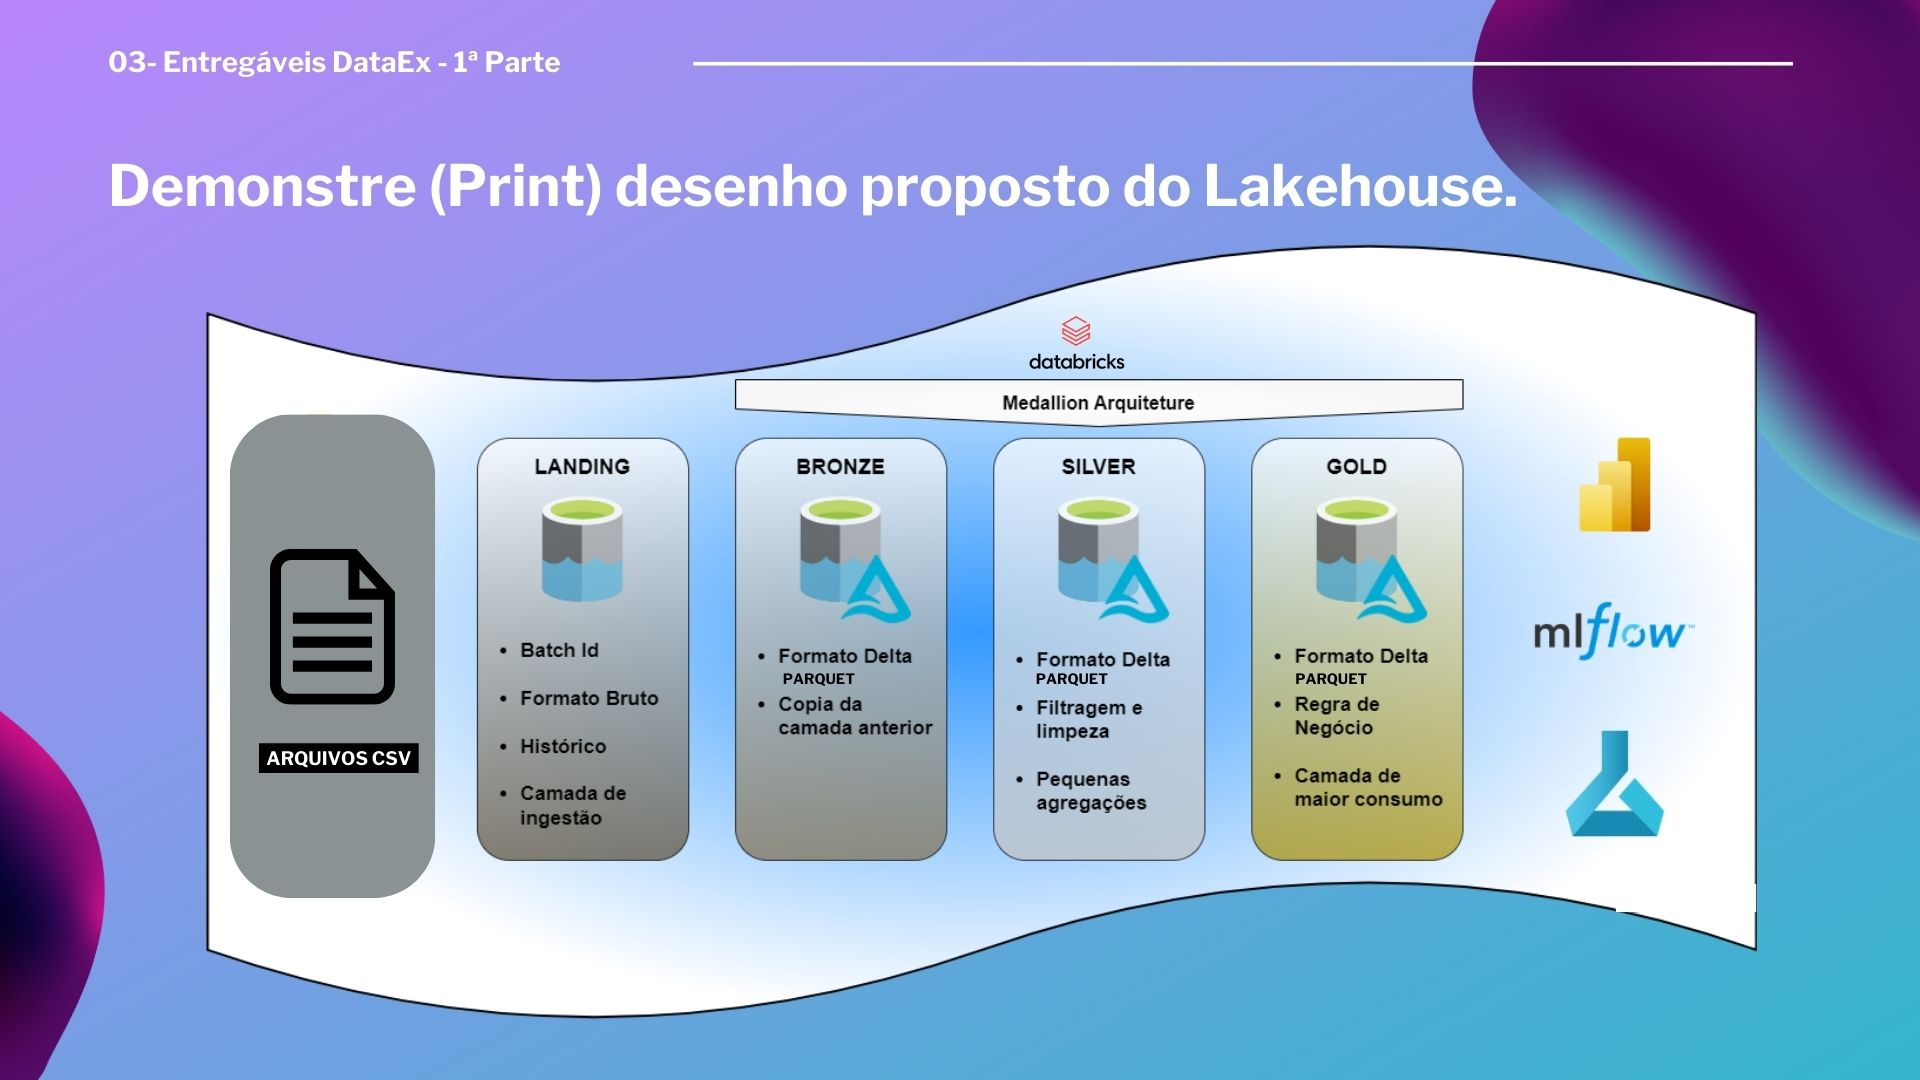 03- Entregáveis DataEx - 1ª Parte
Demonstre (Print) desenho proposto do Lakehouse.
databricks
Medallion Arquiteture
ARQUIVOS CSV
LANDING
• Batch Id
• Formato Bruto
• Histórico
• Camada de
ingestão
BRONZE
• Formato Delta
PARQUET
• Copia da
camada anterior
SILVER
• Formato Delta
PARQUET
• Filtragem e
limpeza
• Pequenas
agregações
GOLD
• Formato Delta
PARQUET
• Regra de
Negócio
• Camada de
maior consumo
mlflow™